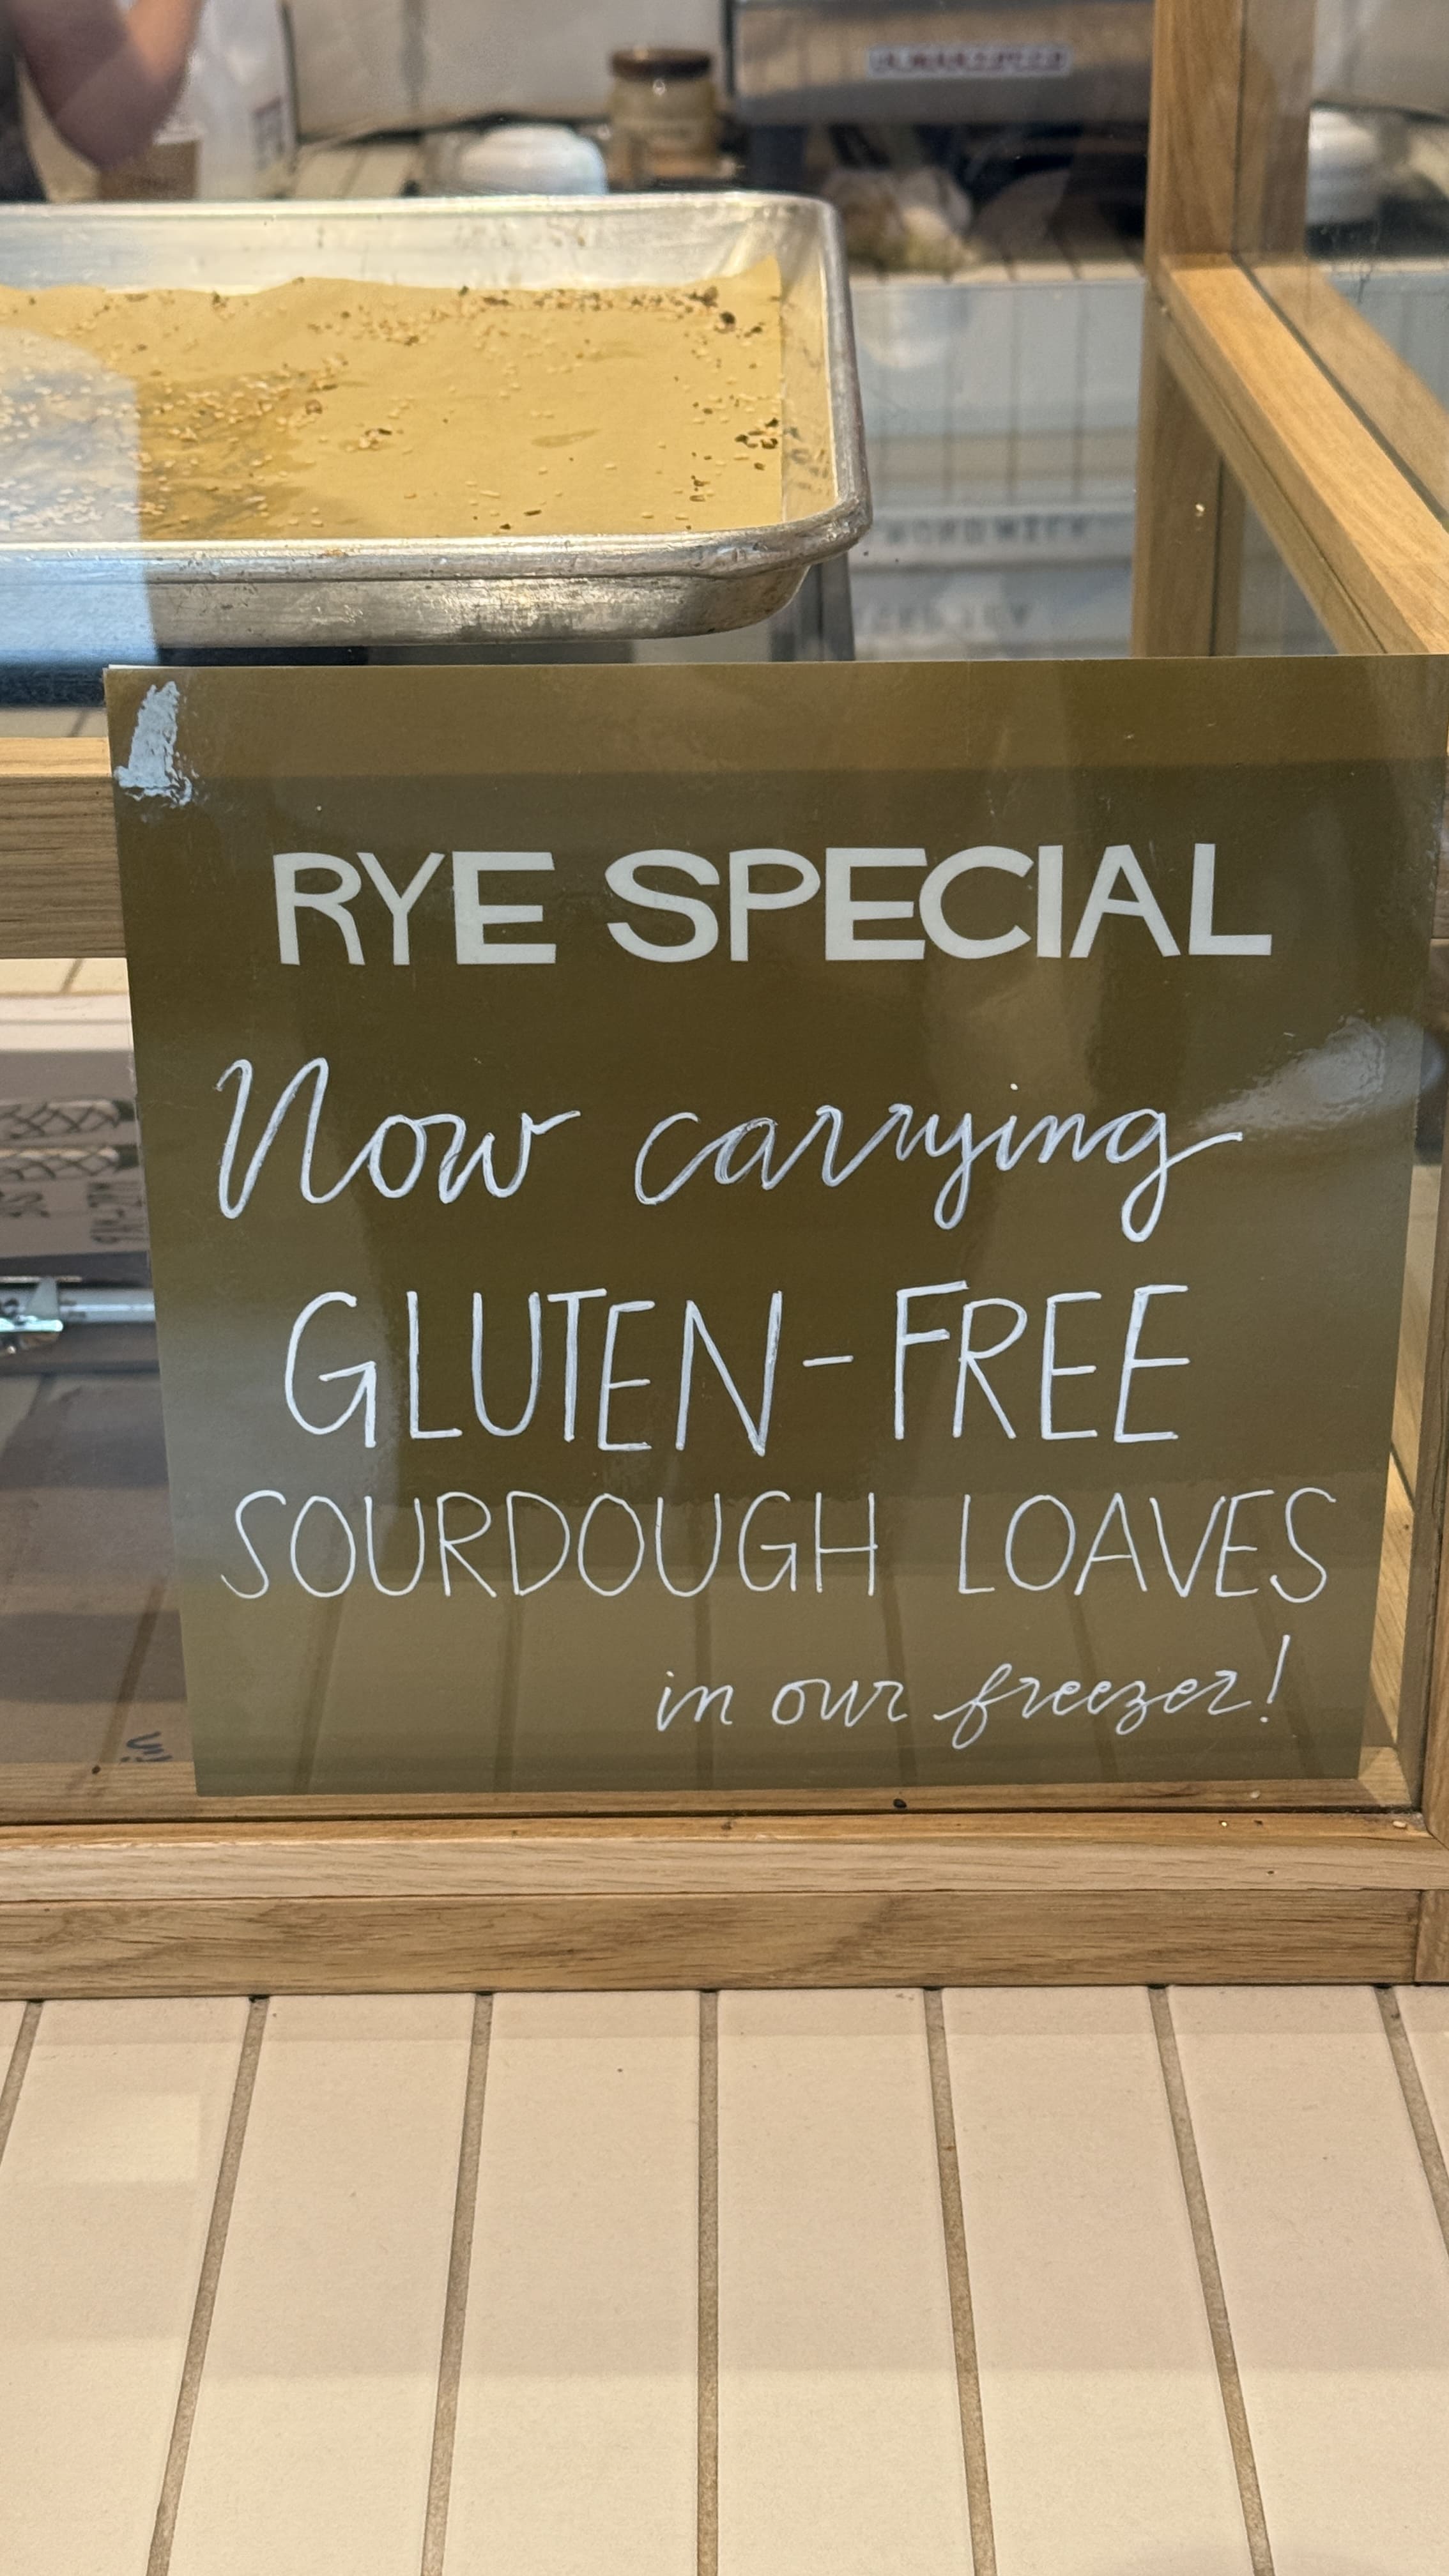 RYE SPECIAL
Now carrying
GLUTEN-FREE
SOURDOUGH LOAVES
in our freezer!